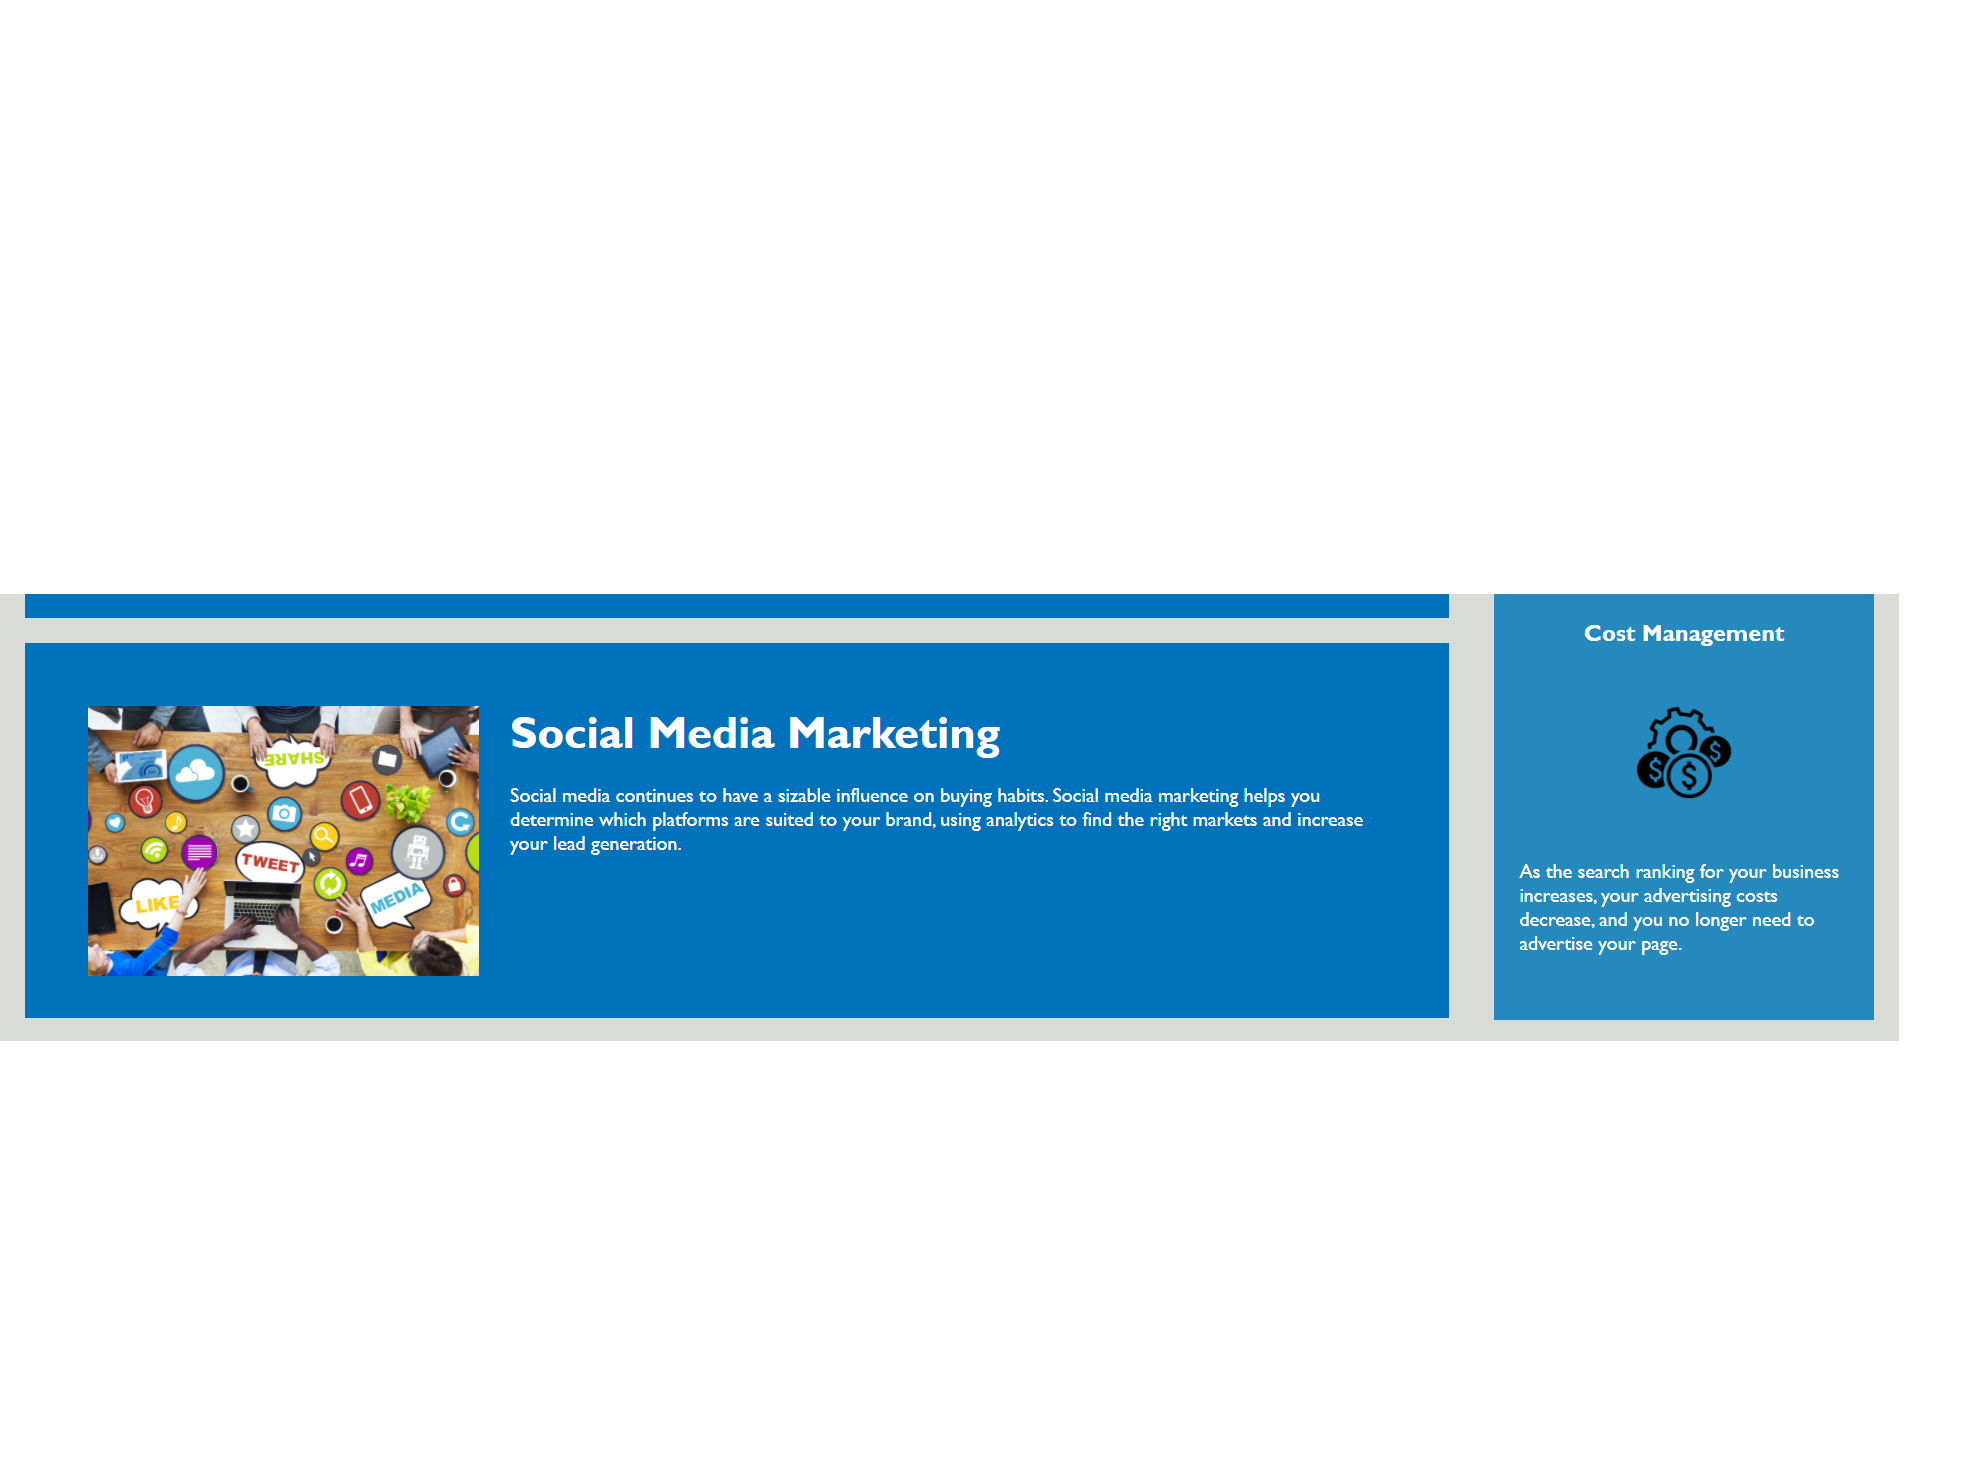 Cost Management
Social Media Marketing
Social media continues to have a sizable influence on buying habits. Social media marketing helps you
determine which platforms are suited to your brand, using analytics to find the right markets and increase
your lead generation.
SHARE
TWEET
LIKE
MEDIA
$ $ $
As the search ranking for your business
increases, your advertising costs
decrease, and you no longer need to
advertise your page.